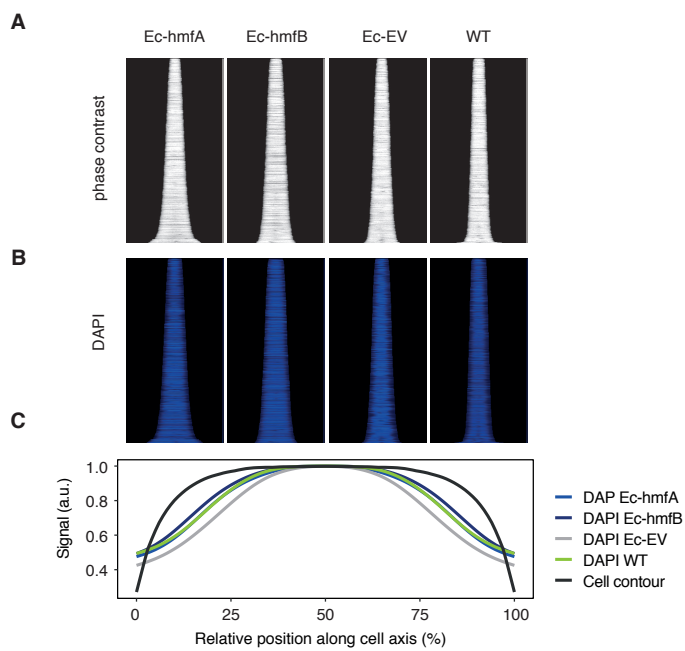 A
Ec-hmfA Ec-hmfB Ec-EV WT
phase contrast
B
DAPI
C
Signal (a.u.)
1.0
0.8
0.6
0.4
0 25 50 75 100
Relative position along cell axis (%)
DAP Ec-hmfA
DAPI Ec-hmfB
DAPI Ec-EV
DAPI WT
Cell contour